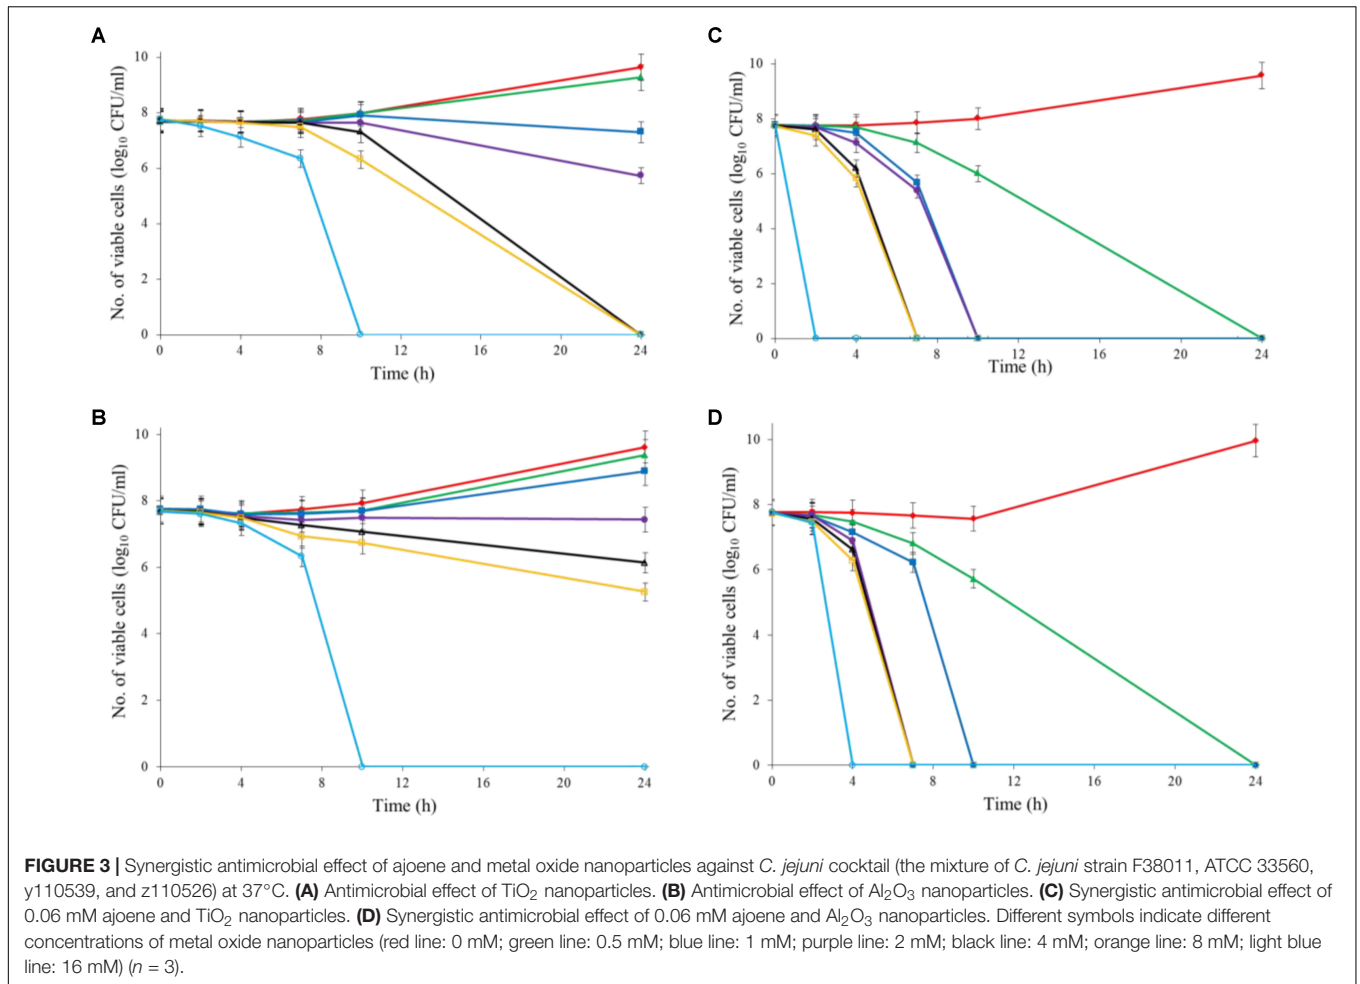 A
No. of viable cells (log₁₀ CFU/ml)
10
8
6
4
2
0
0 4 8 12 16 20 24
Time (h)
C
No. of viable cells (log₁₀ CFU/ml)
10
8
6
4
2
0
0 4 8 12 16 20 24
Time (h)
B
No. of viable cells (log₁₀ CFU/ml)
10
8
6
4
2
0
0 4 8 12 16 20 24
Time (h)
D
No. of viable cells (log₁₀ CFU/ml)
10
8
6
4
2
0
0 4 8 12 16 20 24
Time (h)
FIGURE 3 | Synergistic antimicrobial effect of ajoene and metal oxide nanoparticles against C. jejuni cocktail (the mixture of C. jejuni strain F38011, ATCC 33560,
y110539, and z110526) at 37°C. (A) Antimicrobial effect of TiO₂ nanoparticles. (B) Antimicrobial effect of Al₂O₃ nanoparticles. (C) Synergistic antimicrobial effect of
0.06 mM ajoene and TiO₂ nanoparticles. (D) Synergistic antimicrobial effect of 0.06 mM ajoene and Al₂O₃ nanoparticles. Different symbols indicate different
concentrations of metal oxide nanoparticles (red line: 0 mM; green line: 0.5 mM; blue line: 1 mM; purple line: 2 mM; black line: 4 mM; orange line: 8 mM; light blue
line: 16 mM) (n = 3).